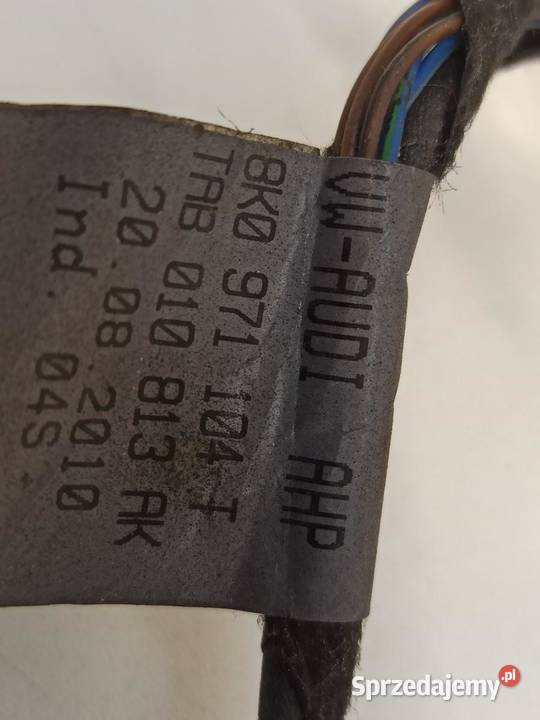 VW-AUDI AHP
8K0 971 104 T
TAB 010 813 AK
20.08.2010
Ind. 04S.
Sprzedajemy.pl